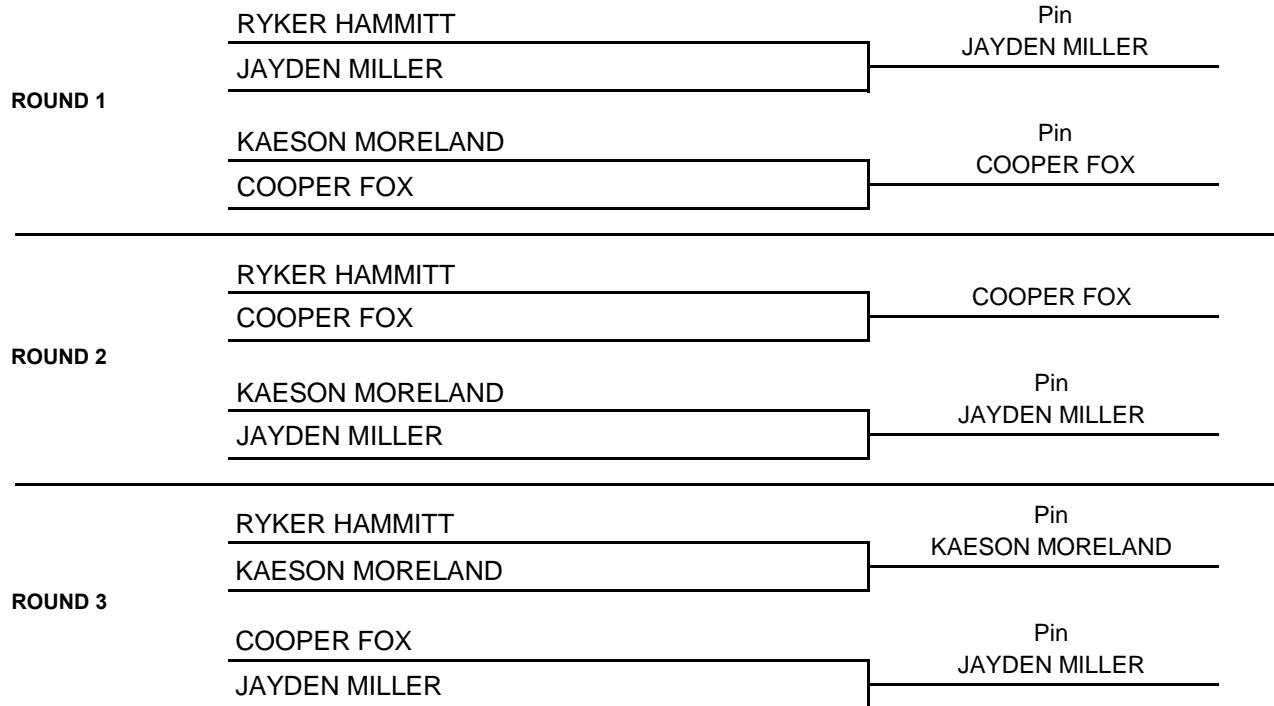 RYKER HAMMITT
Pin
JAYDEN MILLER
JAYDEN MILLER
ROUND 1
KAESON MORELAND
Pin
COOPER FOX
COOPER FOX
RYKER HAMMITT
COOPER FOX
COOPER FOX
ROUND 2
KAESON MORELAND
Pin
JAYDEN MILLER
JAYDEN MILLER
RYKER HAMMITT
Pin
KAESON MORELAND
KAESON MORELAND
ROUND 3
COOPER FOX
Pin
JAYDEN MILLER
JAYDEN MILLER